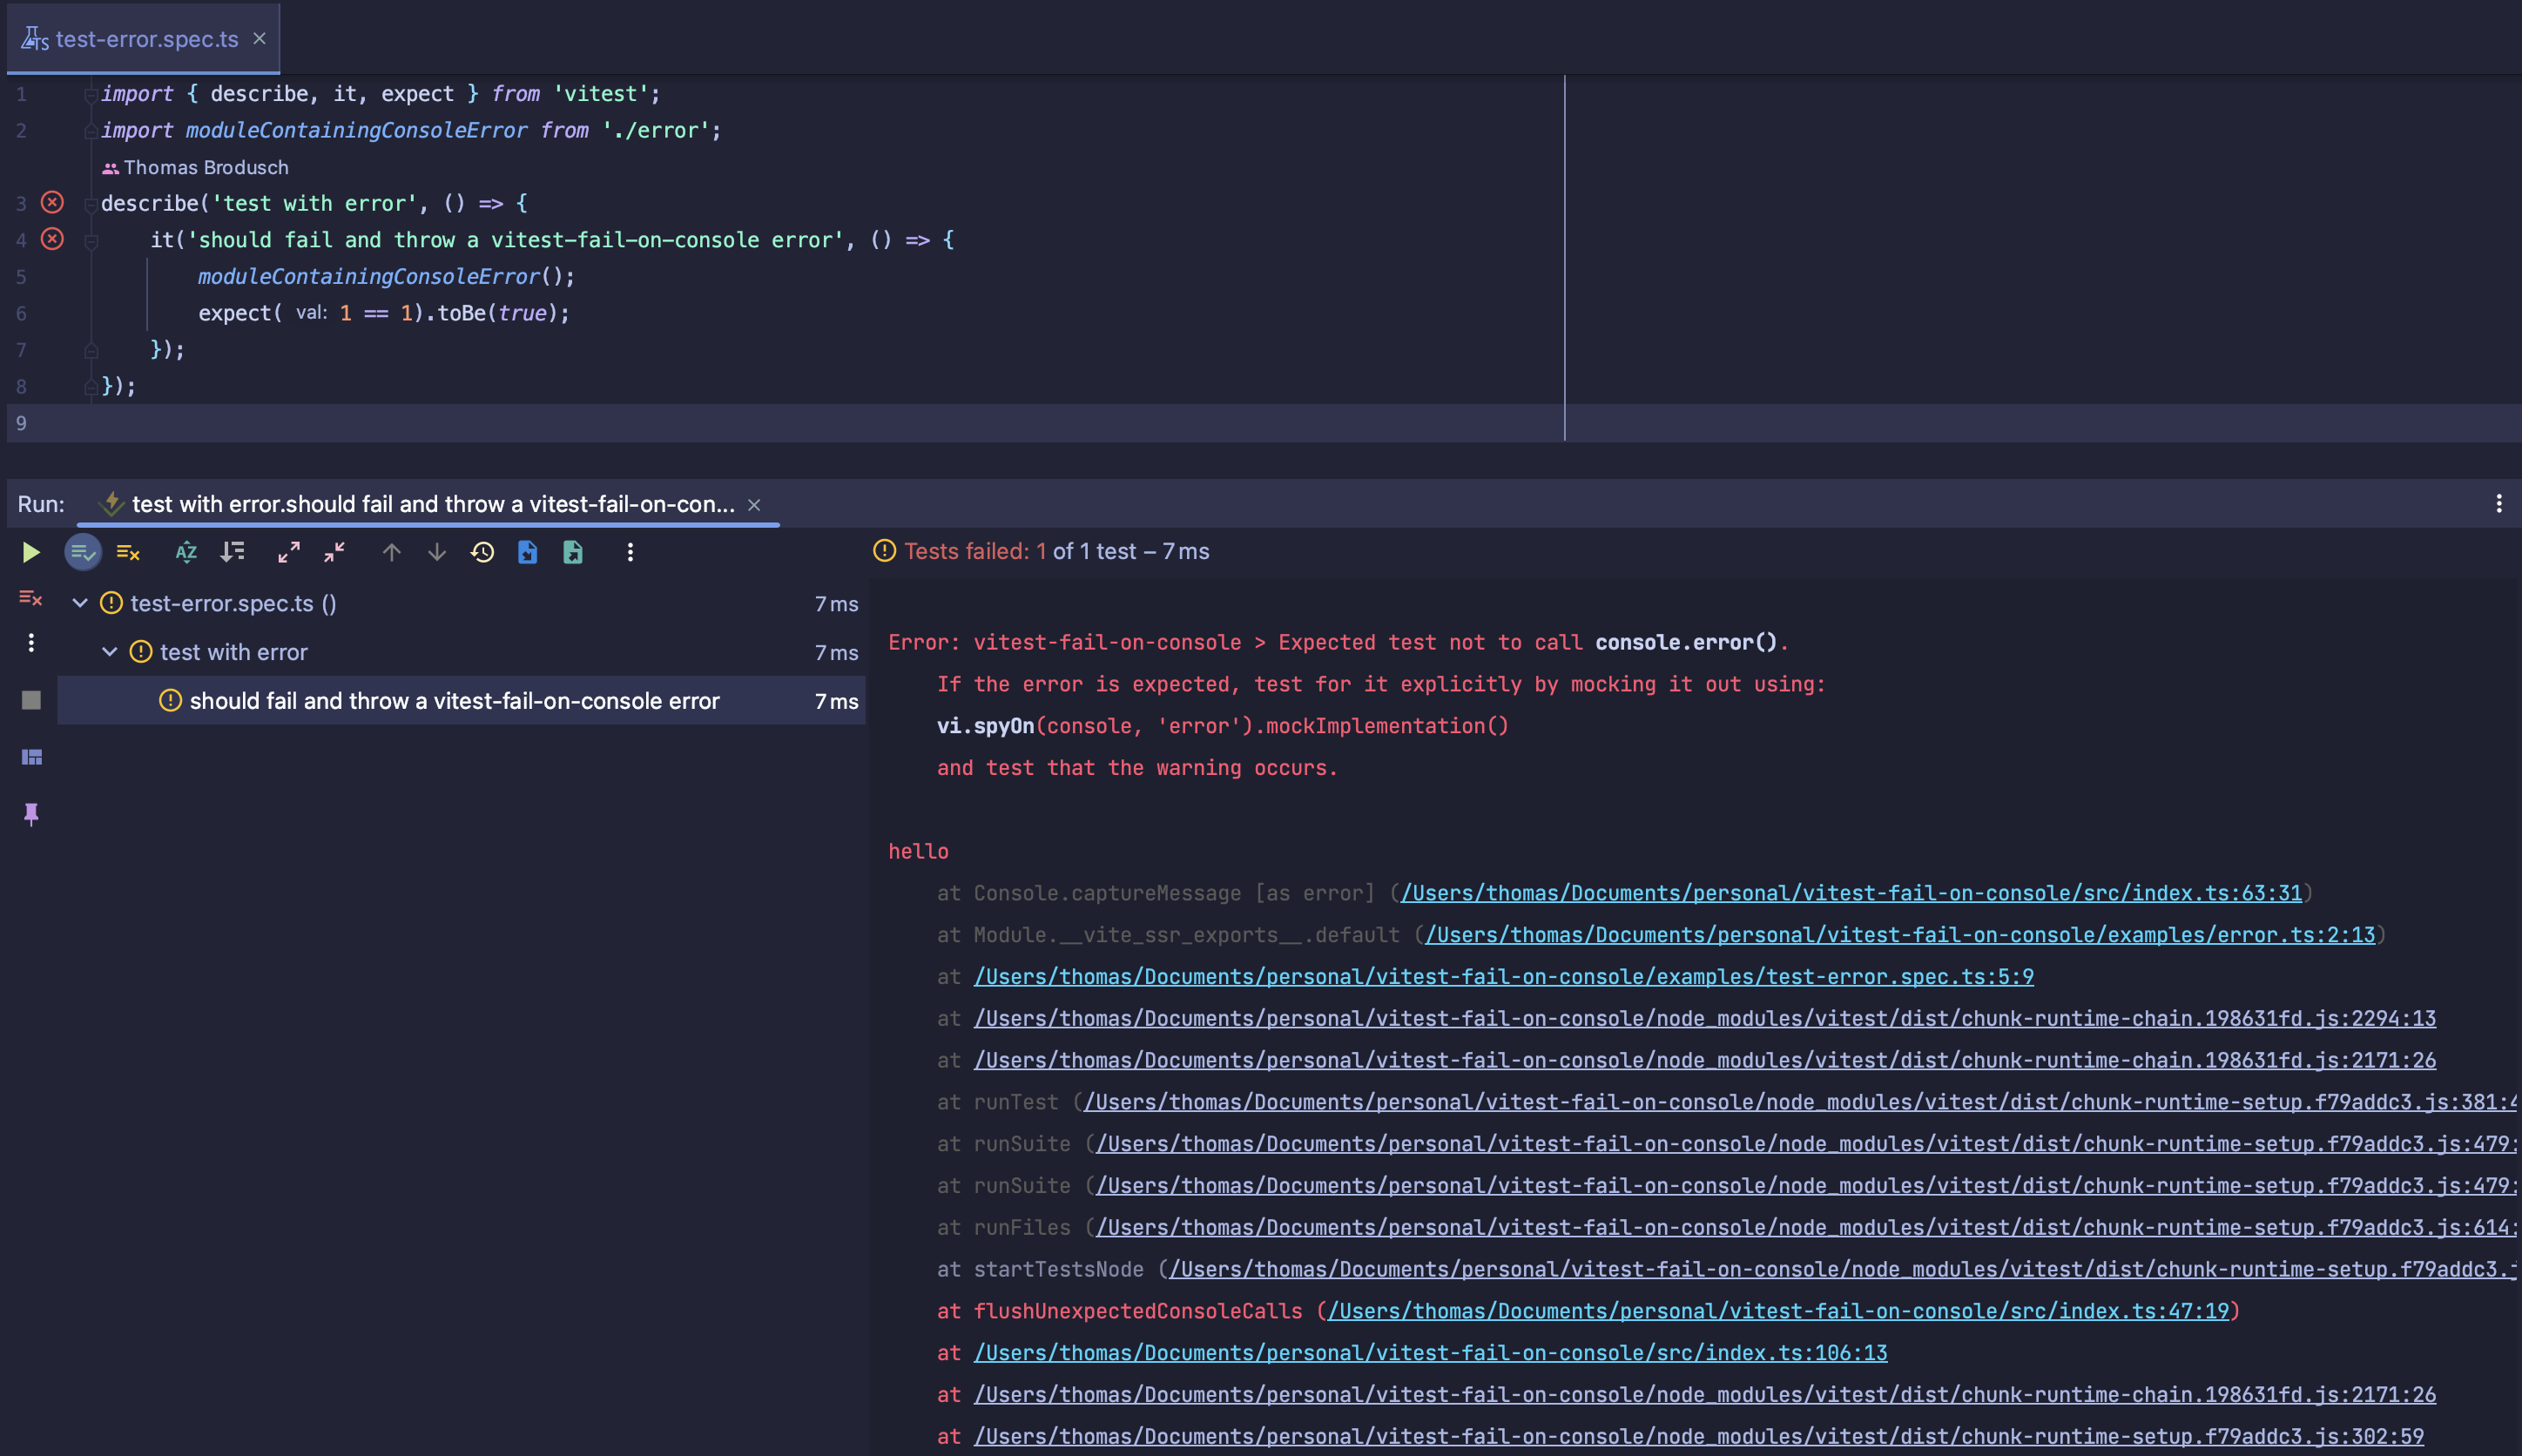 test-error.spec.ts
1 import { describe, it, expect } from 'vitest';
2 import moduleContainingConsoleError from './error';
Thomas Brodusch
3 describe('test with error', () => {
4 it('should fail and throw a vitest-fail-on-console error', () => {
5 moduleContainingConsoleError();
6 expect( val: 1 == 1).toBe(true);
7 });
8 });
9
Run: test with error.should fail and throw a vitest-fail-on-con...
Tests failed: 1 of 1 test – 7 ms
test-error.spec.ts () 7 ms
test with error 7 ms
should fail and throw a vitest-fail-on-console error 7 ms
Error: vitest-fail-on-console > Expected test not to call console.error().
If the error is expected, test for it explicitly by mocking it out using:
vi.spyOn(console, 'error').mockImplementation()
and test that the warning occurs.
hello
at Console.captureMessage [as error] (/Users/thomas/Documents/personal/vitest-fail-on-console/src/index.ts:63:31)
at Module.__vite_ssr_exports__.default (/Users/thomas/Documents/personal/vitest-fail-on-console/examples/error.ts:2:13)
at /Users/thomas/Documents/personal/vitest-fail-on-console/examples/test-error.spec.ts:5:9
at /Users/thomas/Documents/personal/vitest-fail-on-console/node_modules/vitest/dist/chunk-runtime-chain.198631fd.js:2294:13
at /Users/thomas/Documents/personal/vitest-fail-on-console/node_modules/vitest/dist/chunk-runtime-chain.198631fd.js:2171:26
at runTest (/Users/thomas/Documents/personal/vitest-fail-on-console/node_modules/vitest/dist/chunk-runtime-setup.f79addc3.js:381:4
at runSuite (/Users/thomas/Documents/personal/vitest-fail-on-console/node_modules/vitest/dist/chunk-runtime-setup.f79addc3.js:479:
at runSuite (/Users/thomas/Documents/personal/vitest-fail-on-console/node_modules/vitest/dist/chunk-runtime-setup.f79addc3.js:479:
at runFiles (/Users/thomas/Documents/personal/vitest-fail-on-console/node_modules/vitest/dist/chunk-runtime-setup.f79addc3.js:614:
at startTestsNode (/Users/thomas/Documents/personal/vitest-fail-on-console/node_modules/vitest/dist/chunk-runtime-setup.f79addc3.j
at flushUnexpectedConsoleCalls (/Users/thomas/Documents/personal/vitest-fail-on-console/src/index.ts:47:19)
at /Users/thomas/Documents/personal/vitest-fail-on-console/src/index.ts:106:13
at /Users/thomas/Documents/personal/vitest-fail-on-console/node_modules/vitest/dist/chunk-runtime-chain.198631fd.js:2171:26
at /Users/thomas/Documents/personal/vitest-fail-on-console/node_modules/vitest/dist/chunk-runtime-setup.f79addc3.js:302:59